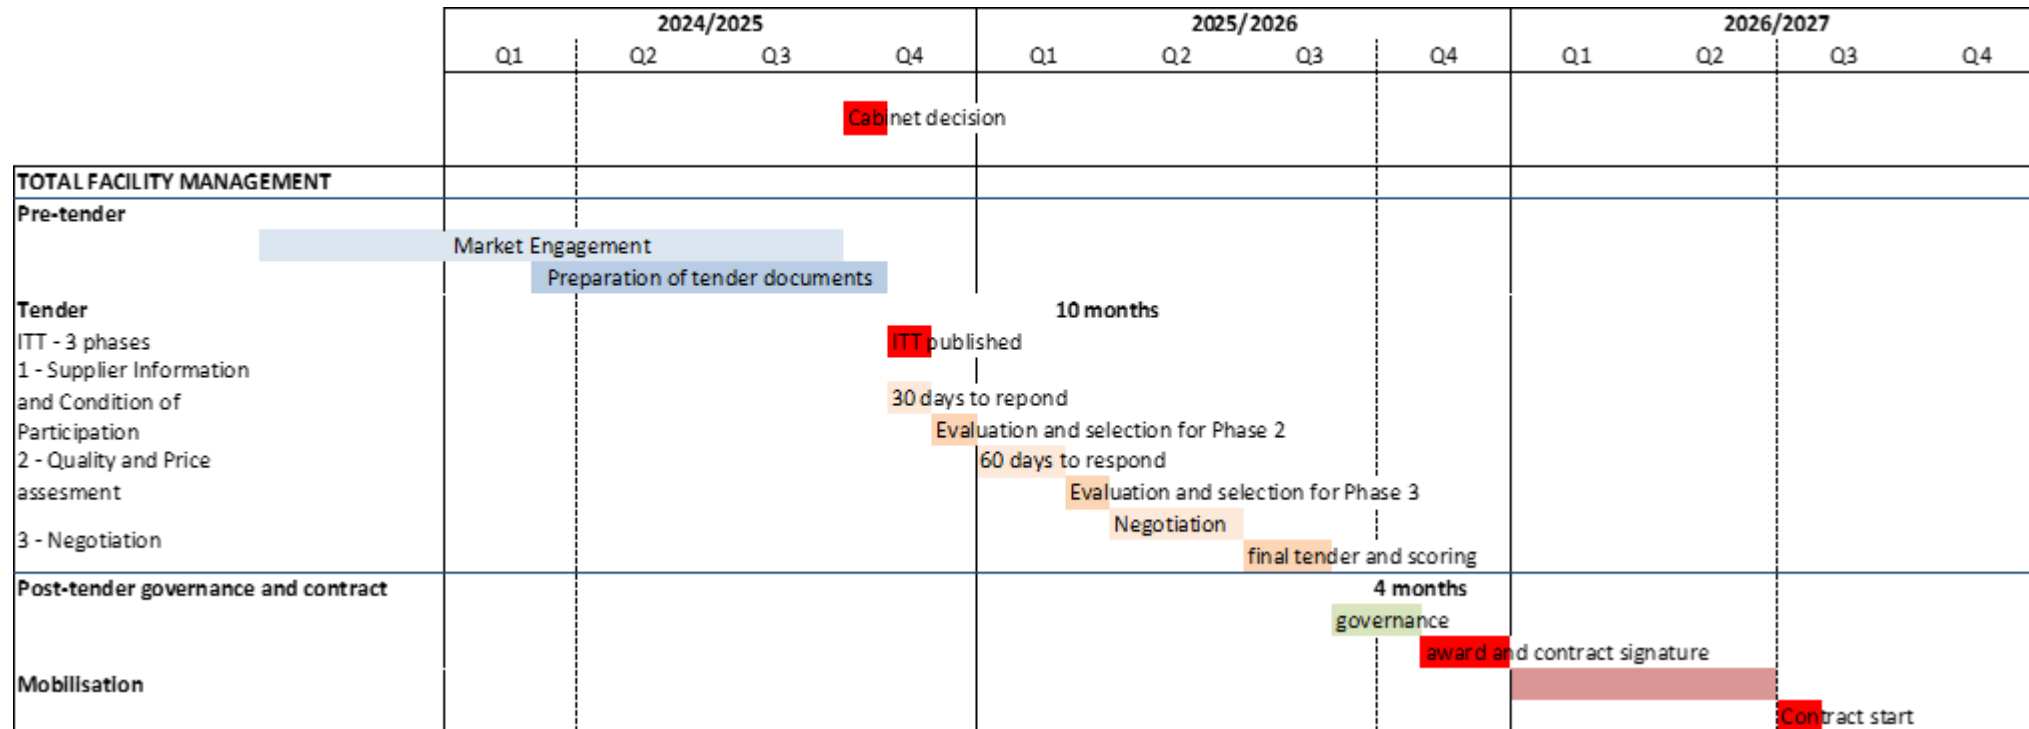 2024/2025 2025/2026 2026/2027
Q1 Q2 Q3 Q4 Q1 Q2 Q3 Q4 Q1 Q2 Q3 Q4
Cabinet decision
TOTAL FACILITY MANAGEMENT
Pre-tender
Market Engagement
Preparation of tender documents
Tender 10 months
ITT - 3 phases ITT published
1 - Supplier Information
and Condition of 30 days to repond
Participation Evaluation and selection for Phase 2
2 - Quality and Price 60 days to respond
assesment Evaluation and selection for Phase 3
Negotiation
3 - Negotiation
final tender and scoring
Post-tender governance and contract 4 months
governance
award and contract signature
Mobilisation
Contract start